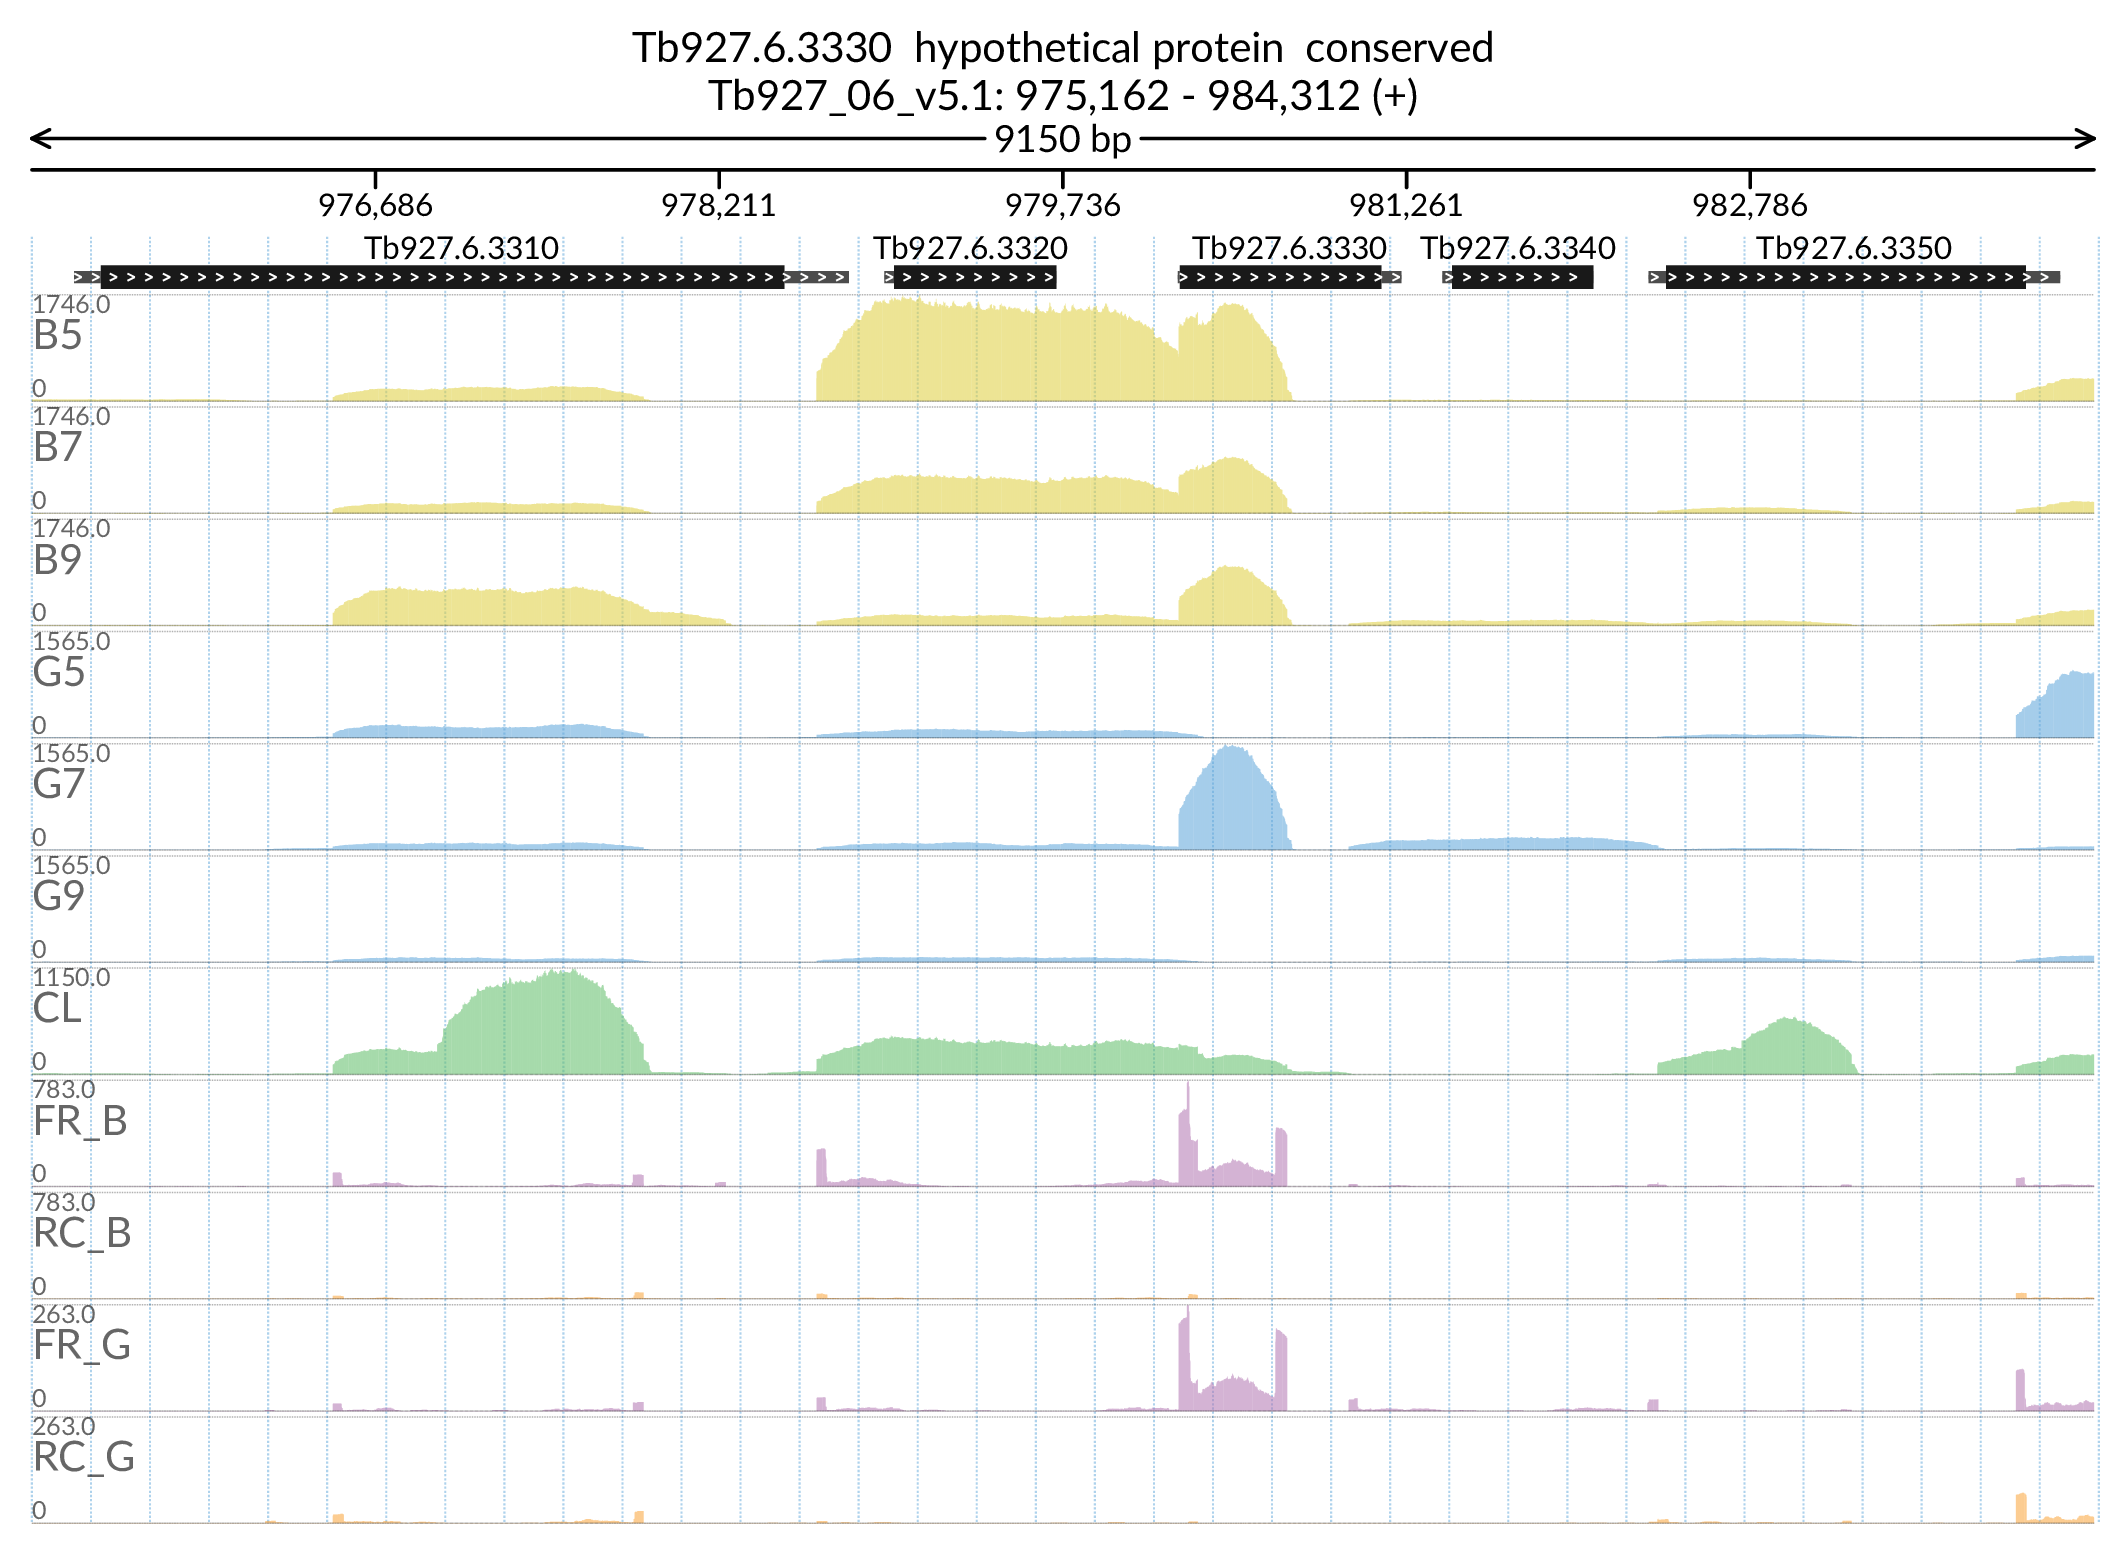 Tb927.6.3330  hypothetical protein  conserved
Tb927_06_v5.1: 975,162 - 984,312 (+)
9150 bp
976,686 978,211 979,736 981,261 982,786
Tb927.6.3310 Tb927.6.3320 Tb927.6.3330 Tb927.6.3340 Tb927.6.3350
1746.0
B5
0
1746.0
B7
0
1746.0
B9
0
1565.0
G5
0
1565.0
G7
0
1565.0
G9
0
1150.0
CL
0
783.0
FR_B
0
783.0
RC_B
0
263.0
FR_G
0
263.0
RC_G
0